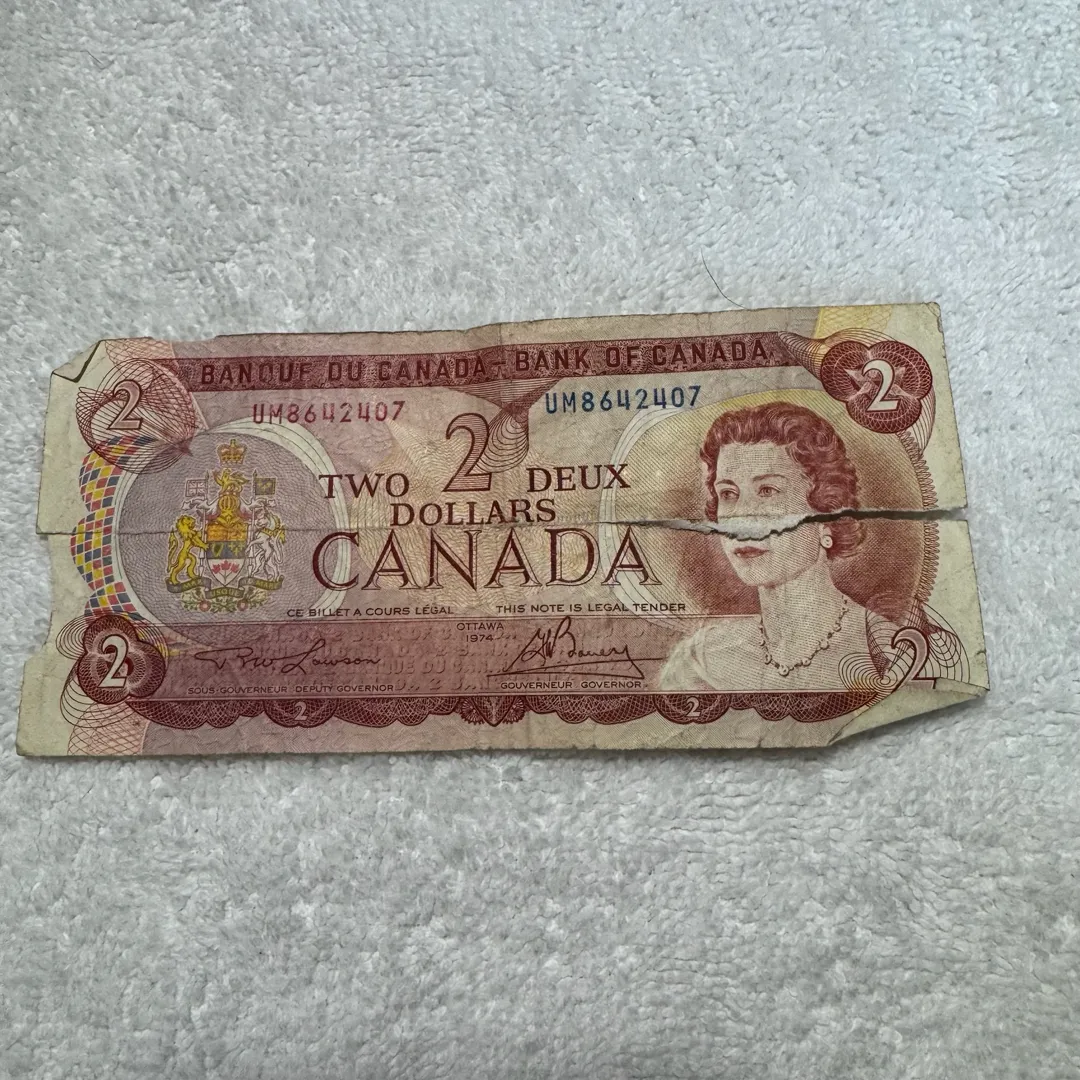 BANQUE DU CANADA - BANK OF CANADA
2
2
UM8642407
UM8642407
2
TWO
DEUX
DOLLARS
CANADA
CE BILLET A COURS LÉGAL
THIS NOTE IS LEGAL TENDER
OTTAWA
1974
2
2
SOUS-GOUVERNEUR DEPUTY GOVERNOR
GOUVERNEUR GOVERNOR
2
2